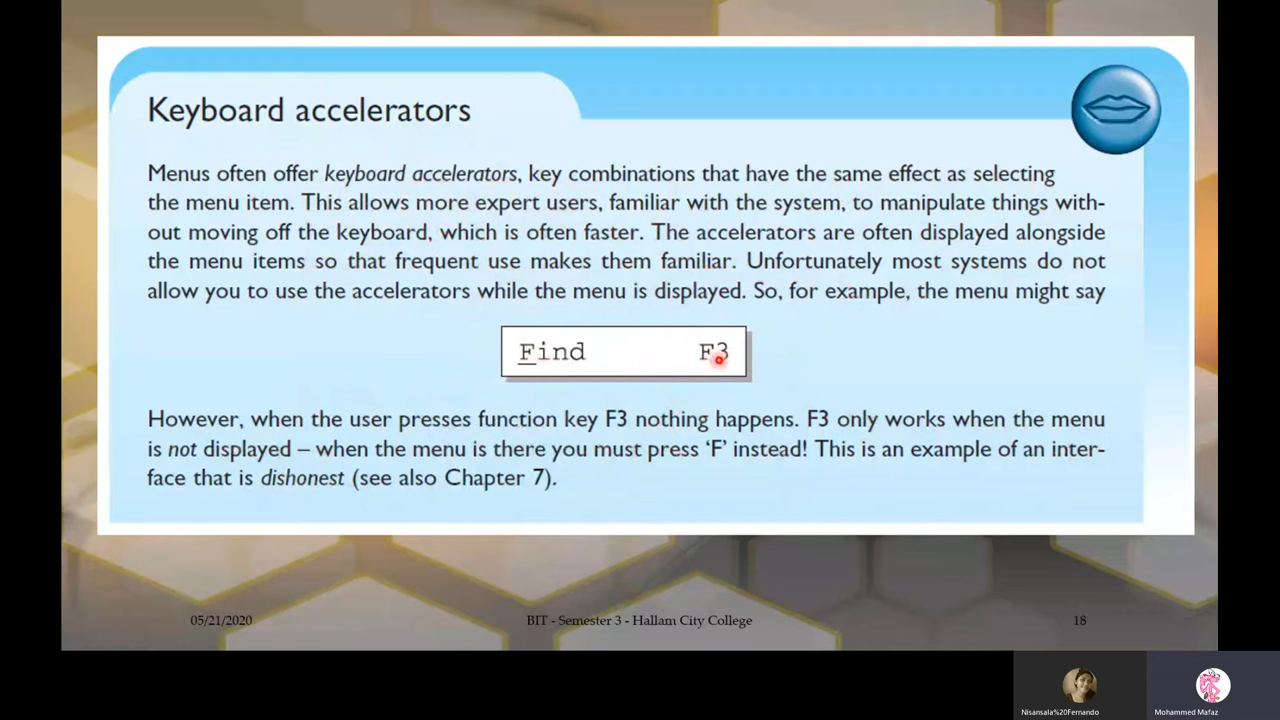 Keyboard accelerators
Menus often offer keyboard accelerators, key combinations that have the same effect as selecting
the menu item. This allows more expert users, familiar with the system, to manipulate things with-
out moving off the keyboard, which is often faster. The accelerators are often displayed alongside
the menu items so that frequent use makes them familiar. Unfortunately most systems do not
allow you to use the accelerators while the menu is displayed. So, for example, the menu might say
Find F3
However, when the user presses function key F3 nothing happens. F3 only works when the menu
is not displayed – when the menu is there you must press ‘F’ instead! This is an example of an inter-
face that is dishonest (see also Chapter 7).
05/21/2020 BIT - Semester 3 - Hallam City College 18
Nisansala%20Fernando Mohammed Mafaz